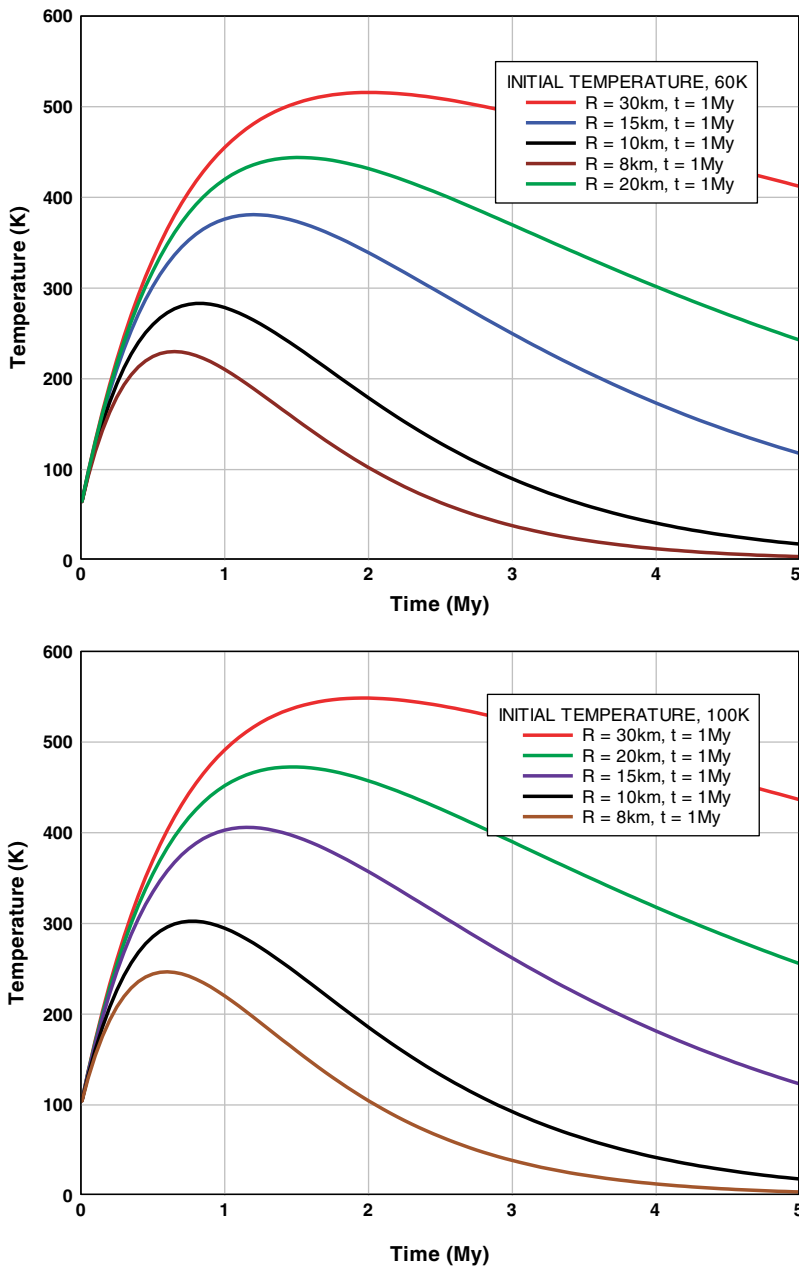 600
500
400
300
200
100
0
Temperature (K)
INITIAL TEMPERATURE, 60K
R = 30km, t = 1My
R = 15km, t = 1My
R = 10km, t = 1My
R = 8km, t = 1My
R = 20km, t = 1My
0 1 2 3 4 5
Time (My)
600
500
400
300
200
100
0
Temperature (K)
INITIAL TEMPERATURE, 100K
R = 30km, t = 1My
R = 20km, t = 1My
R = 15km, t = 1My
R = 10km, t = 1My
R = 8km, t = 1My
0 1 2 3 4 5
Time (My)